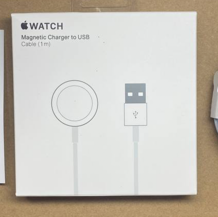 WATCH
Magnetic Charger to USB
Cable (1m)